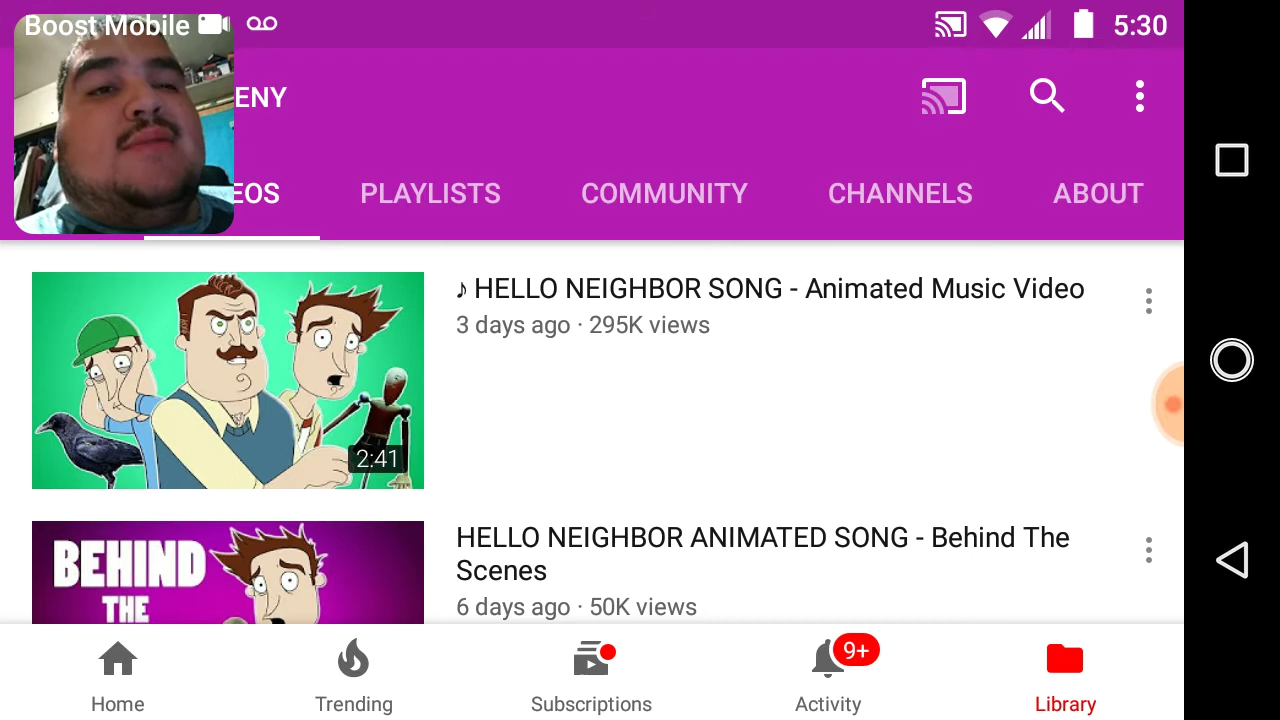 Boost Mobile
5:30
ENY
EOS
PLAYLISTS
COMMUNITY
CHANNELS
ABOUT
♪ HELLO NEIGHBOR SONG - Animated Music Video
3 days ago · 295K views
2:41
HELLO NEIGHBOR ANIMATED SONG - Behind The
Scenes
6 days ago · 50K views
BEHIND
THE
9+
Home
Trending
Subscriptions
Activity
Library